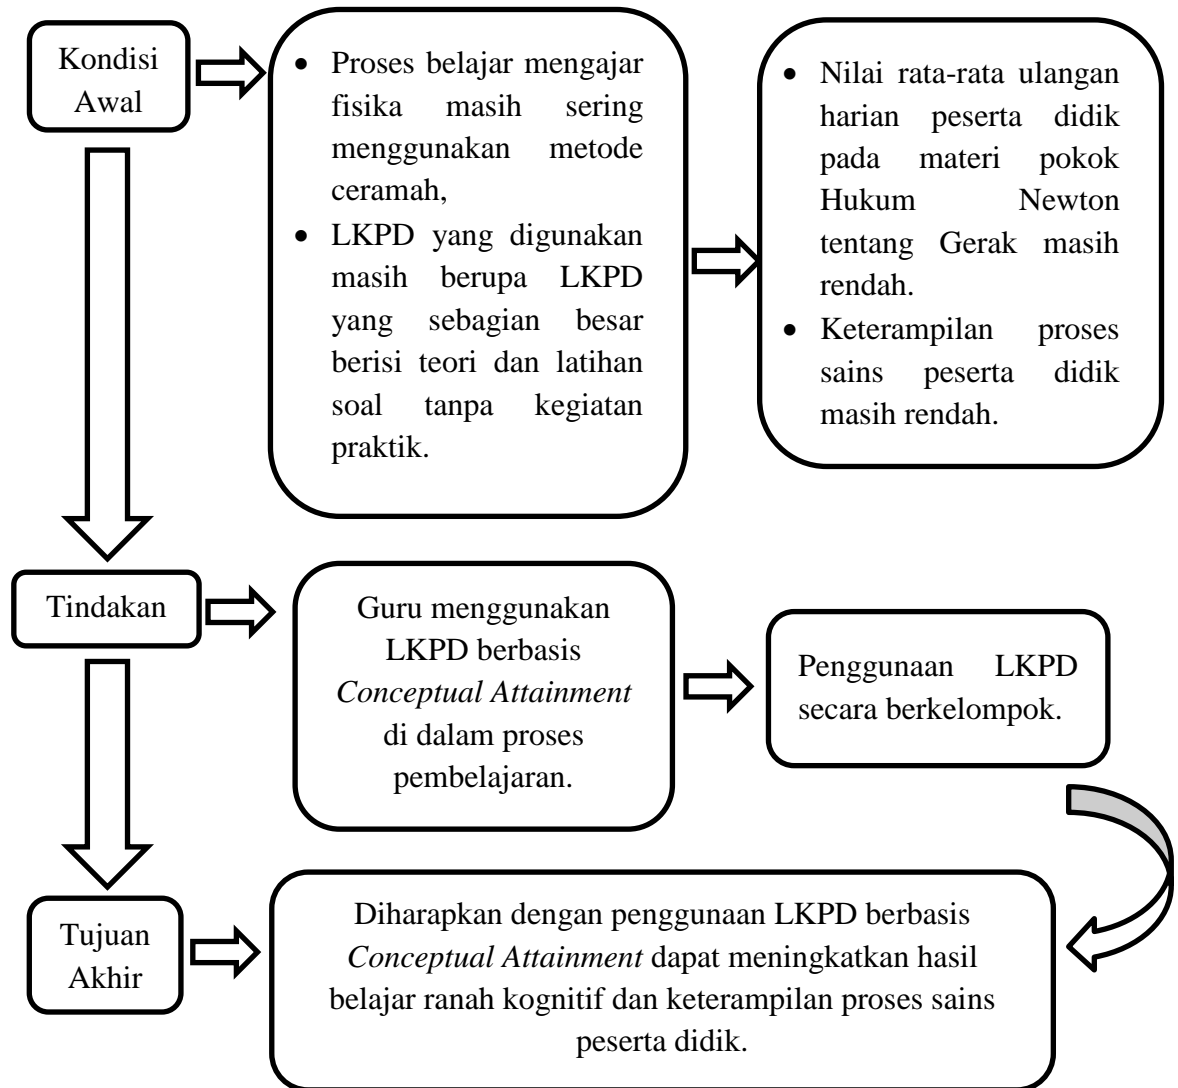 Kondisi
Awal
• Proses belajar mengajar
fisika masih sering
menggunakan metode
ceramah,
• LKPD yang digunakan
masih berupa LKPD
yang sebagian besar
berisi teori dan latihan
soal tanpa kegiatan
praktik.
• Nilai rata-rata ulangan
harian peserta didik
pada materi pokok
Hukum Newton
tentang Gerak masih
rendah.
• Keterampilan proses
sains peserta didik
masih rendah.
Tindakan
Guru menggunakan
LKPD berbasis
Conceptual Attainment
di dalam proses
pembelajaran.
Penggunaan LKPD
secara berkelompok.
Tujuan
Akhir
Diharapkan dengan penggunaan LKPD berbasis
Conceptual Attainment dapat meningkatkan hasil
belajar ranah kognitif dan keterampilan proses sains
peserta didik.